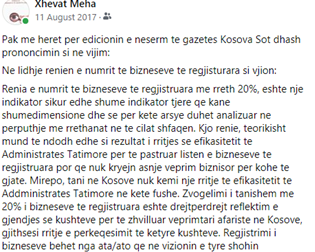 Xhevat Meha
11 August 2017 ·
Pak me heret per edicionin e neserm te gazetes Kosova Sot dhash
prononcimin si ne vijim:
Ne lidhje renien e numrit te bizneseve te regjisturara si vjion:
Renia e numrit te bizneseve te regjistruara me rreth 20%, eshte nje
indikator sikur edhe shume indikator tjere qe kane
shumedimensione dhe se per kete arsye duhet analizuar ne
perputhje me rrethanat ne te cilat shfaqen. Kjo renie, teorikisht
mund te ndodh edhe si rezultat i rritjes se efikasitetit te
Administrates Tatimore per te pastruar listen e bizneseve te
regjistruara por qe nuk kryejn asnje veprim biznisor per kohe te
gjate. Mirepo, tani ne Kosove nuk kemi nje rritje te efikasitetit te
Addministrates Tatimore ne kete fushe. Zvogelimi i tanishem me
20% i bizneseve te regjistruara eshte drejtperdrejt reflektim e
gjendjes se kushteve per te zhvilluar veprimtari afariste ne Kosove,
gjithsesi rritje e perkeqesimit te ketyre kushteve. Regjistrimi i
bizneseve behet nga ata/ato qe ne vizionin e tyre shohin